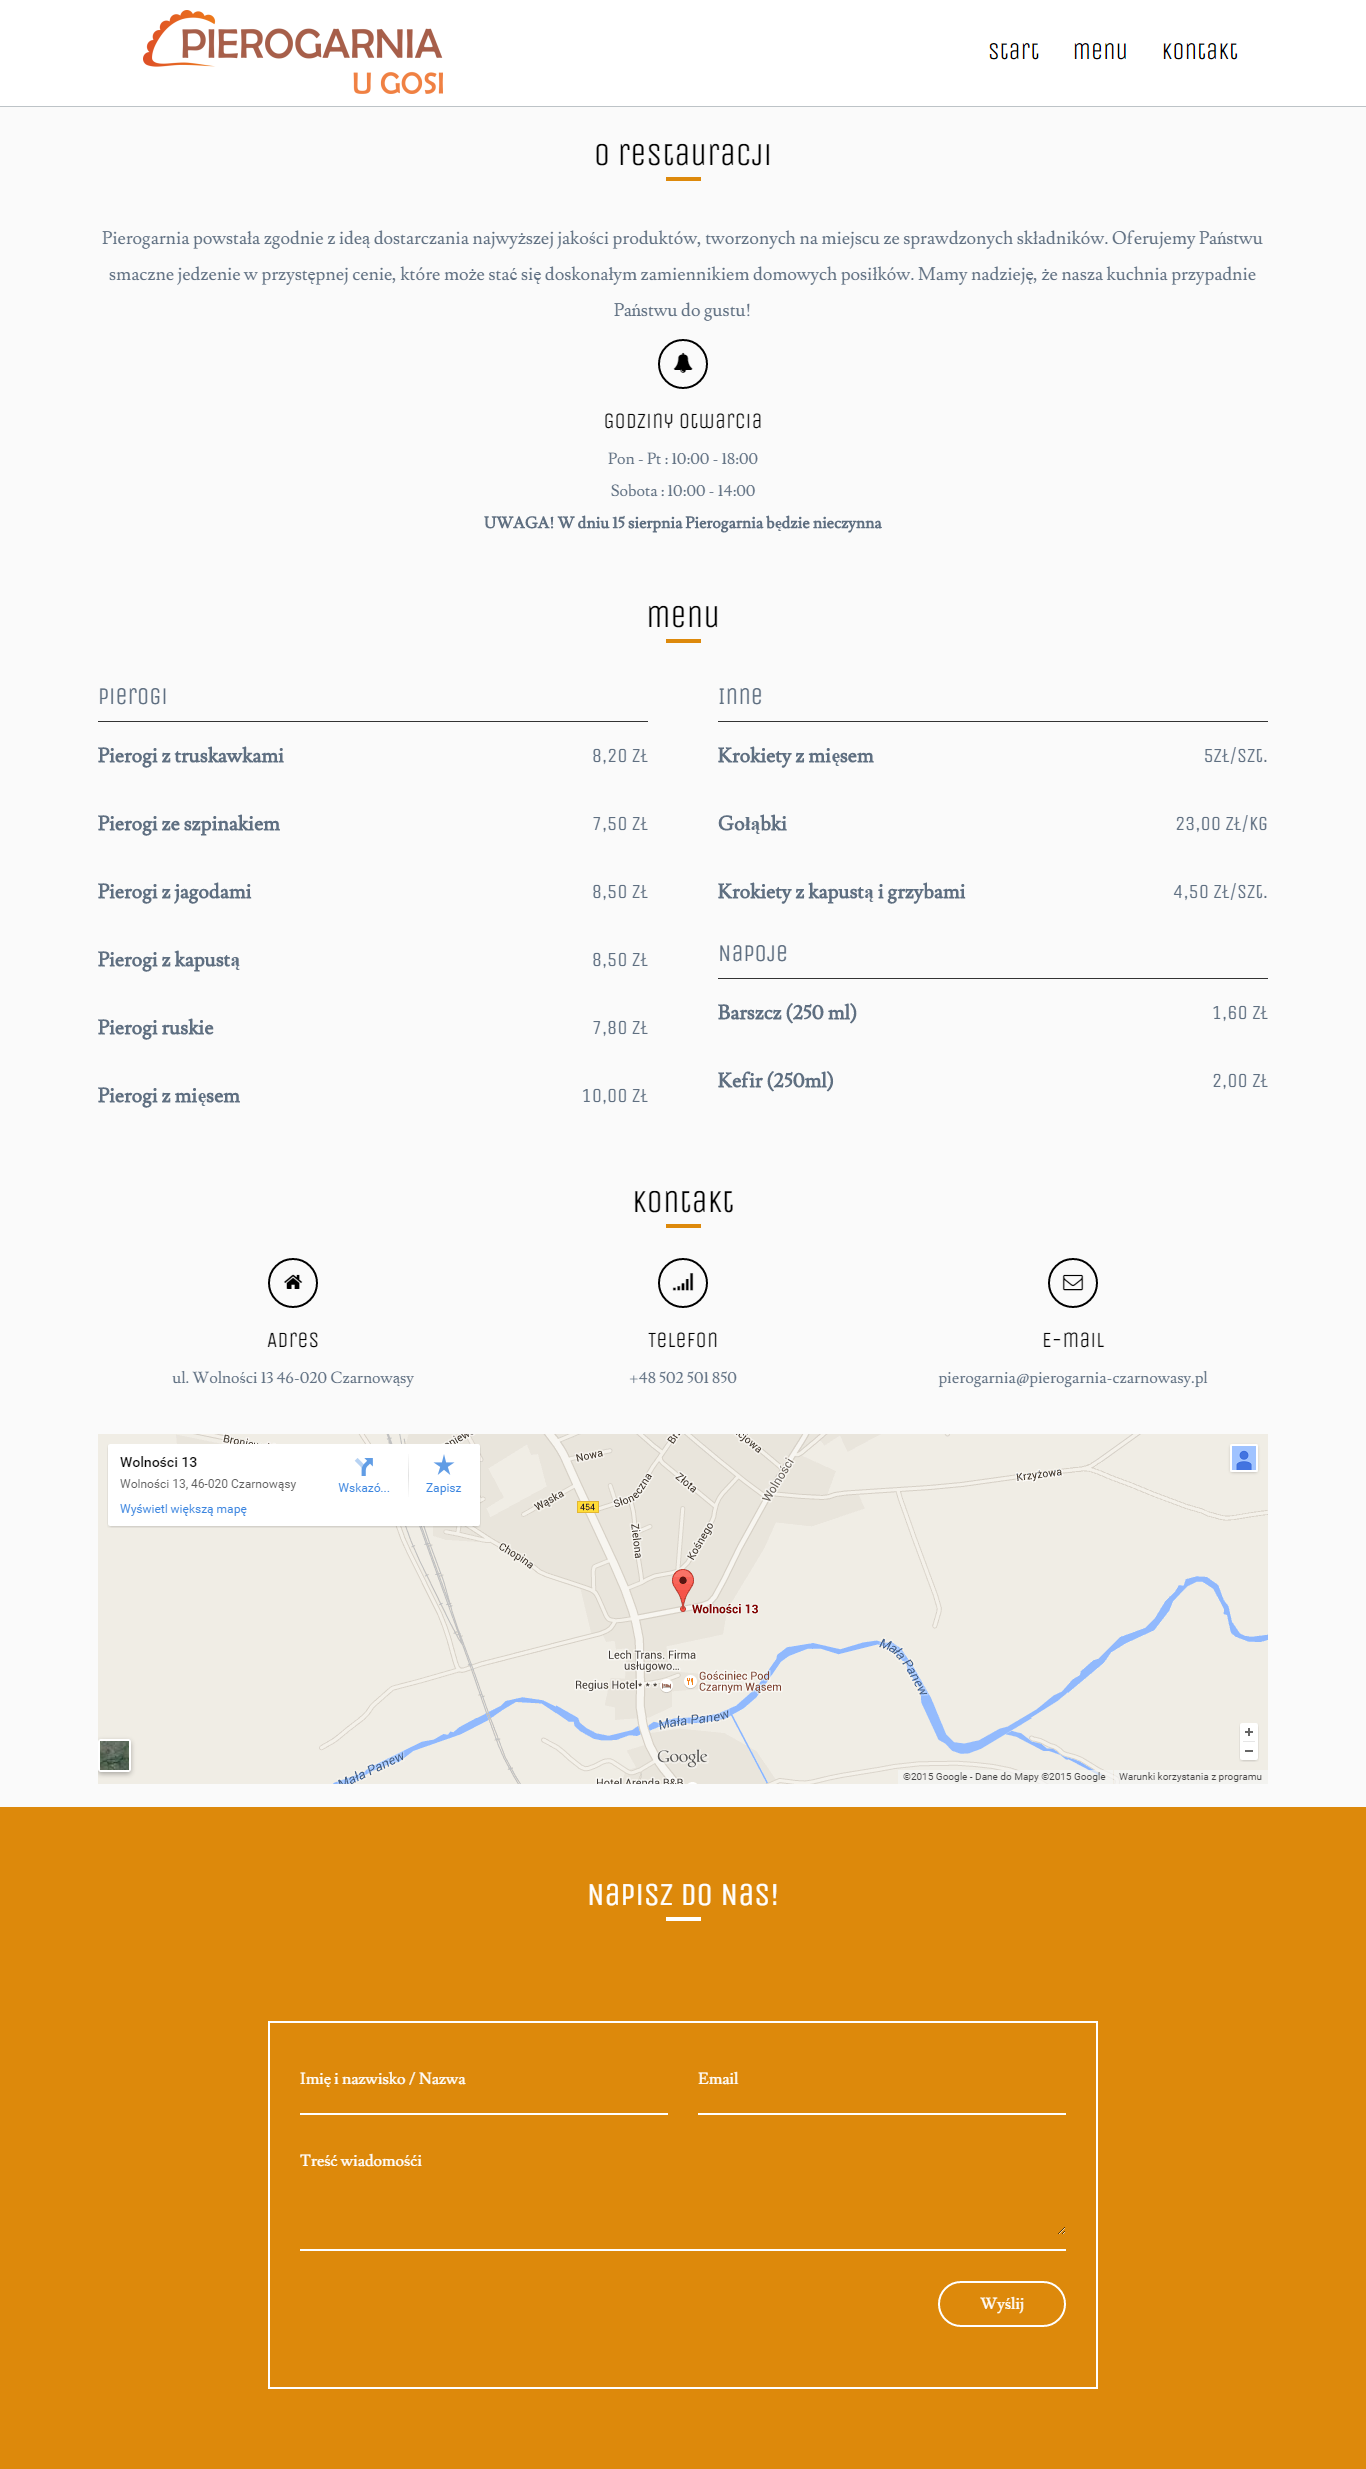 PIEROGARNIA
U GOSI
start menu kontakt
O restauracji
Pierogarnia powstała zgodnie z ideą dostarczania najwyższej jakości produktów, tworzonych na miejscu ze sprawdzonych składników. Oferujemy Państwu
smaczne jedzenie w przystępnej cenie, które może stać się doskonałym zamiennikiem domowych posiłków. Mamy nadzieję, że nasza kuchnia przypadnie
Państwu do gustu!
Godziny otwarcia
Pon - Pt : 10:00 - 18:00
Sobota : 10:00 - 14:00
UWAGA! W dniu 15 sierpnia Pierogarnia będzie nieczynna
menu
Pierogi
Pierogi z truskawkami 8,20 zł
Pierogi ze szpinakiem 7,50 zł
Pierogi z jagodami 8,50 zł
Pierogi z kapustą 8,50 zł
Pierogi ruskie 7,80 zł
Pierogi z mięsem 10,00 zł
Inne
Krokiety z mięsem 5zł/szt.
Gołąbki 23,00 zł/kg
Krokiety z kapustą i grzybami 4,50 zł/szt.
Napoje
Barszcz (250 ml) 1,60 zł
Kefir (250ml) 2,00 zł
kontakt
Adres
ul. Wolności 13 46-020 Czarnowąsy
Telefon
+48 502 501 850
E-mail
pierogarnia@pierogarnia-czarnowasy.pl
Wolności 13
Wolności 13, 46-020 Czarnowąsy
Wyświetl większą mapę
Wskazó...
Zapisz
Nowa
Wąska
Słoneczna
Złota
Wolności
Krzyżowa
454
Zielona
Kośnego
Chopina
Wolności 13
Lech Trans. Firma
usługowo...
Regius Hotel***
Gościniec Pod
Czarnym Wąsem
Mała Panew
Mała Panew
Mała Panew
Google
Hotel Arenda B&B
©2015 Google - Dane do Mapy ©2015 Google Warunki korzystania z programu
Napisz do nas!
Imię i nazwisko / Nazwa
Email
Treść wiadomośći
Wyślij